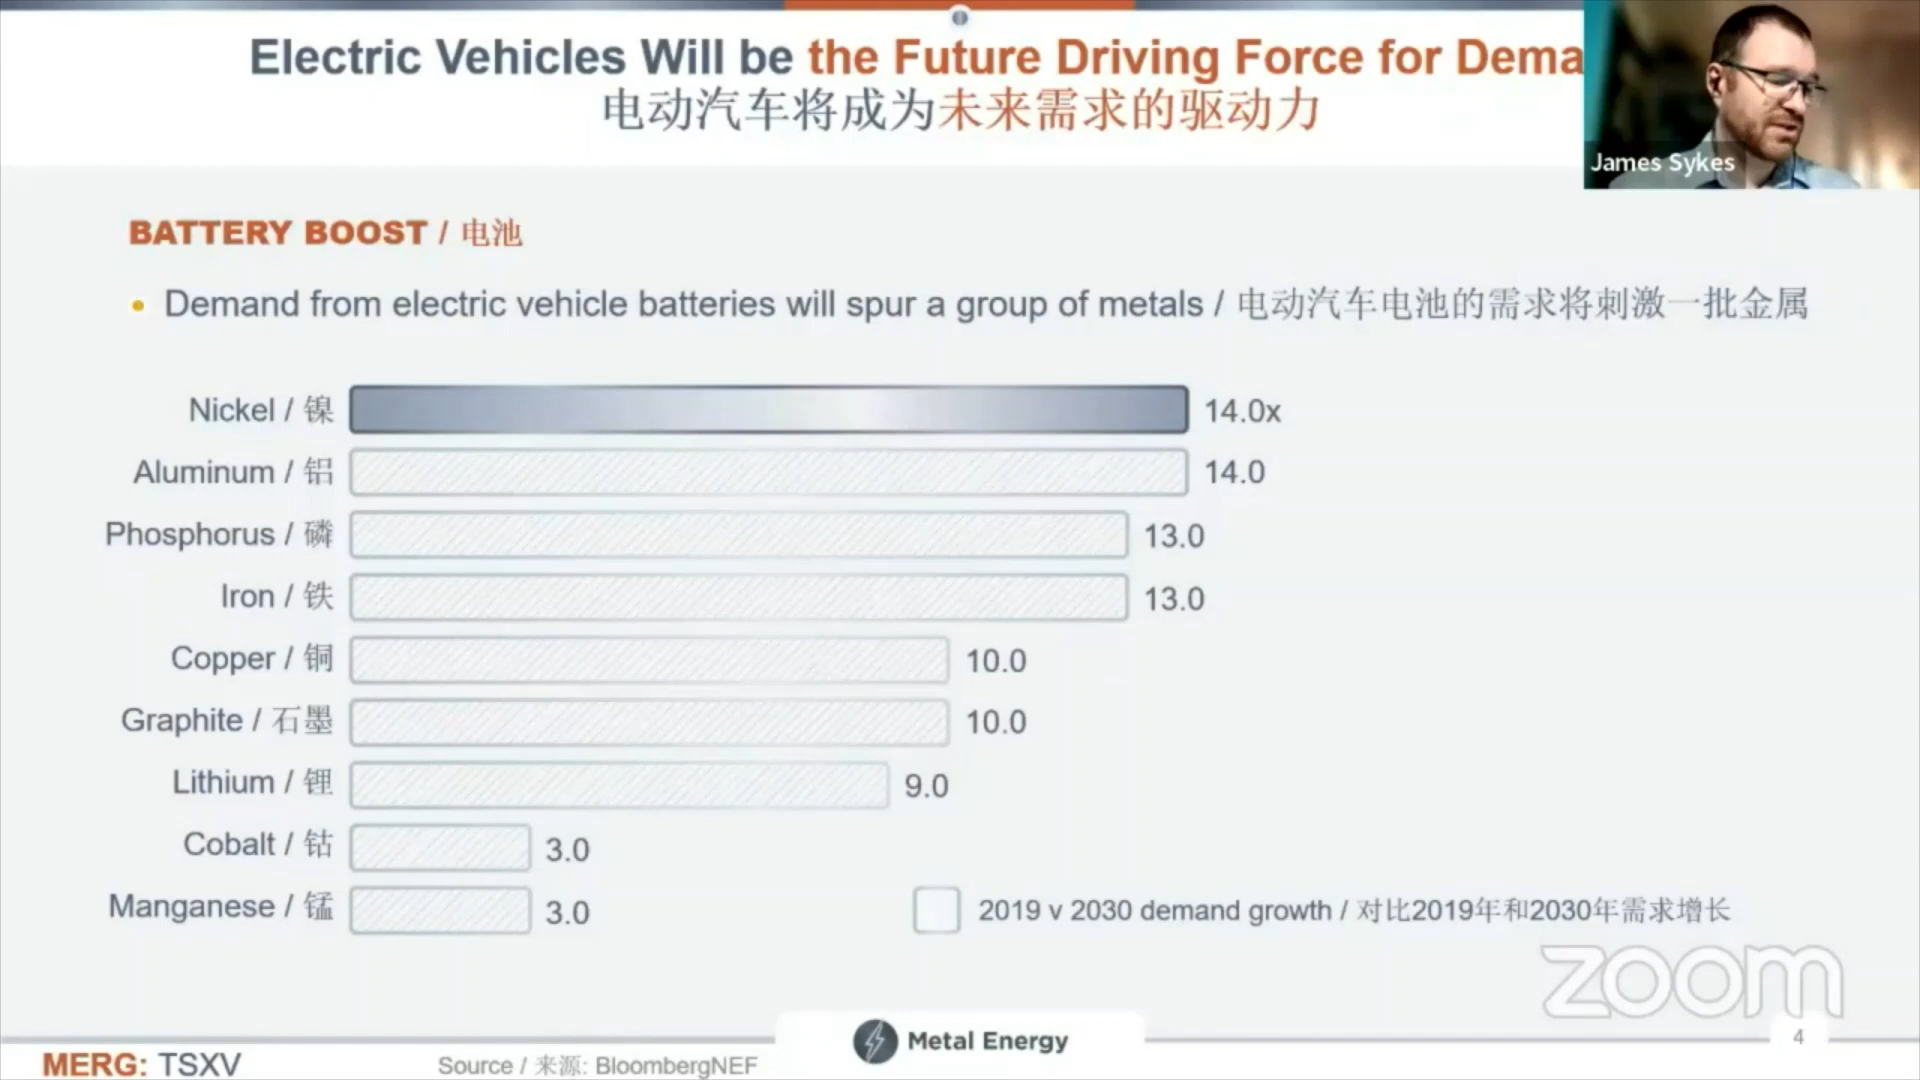 Electric Vehicles Will be the Future Driving Force for Dema
电动汽车将成为未来需求的驱动力
James Sykes
BATTERY BOOST / 电池
• Demand from electric vehicle batteries will spur a group of metals / 电动汽车电池的需求将刺激一批金属
Nickel / 镍 14.0x
Aluminum / 铝 14.0
Phosphorus / 磷 13.0
Iron / 铁 13.0
Copper / 铜 10.0
Graphite / 石墨 10.0
Lithium / 锂 9.0
Cobalt / 钴 3.0
Manganese / 锰 3.0
2019 v 2030 demand growth / 对比2019年和2030年需求增长
zoom
4
Metal Energy
MERG: TSXV
Source / 来源: BloombergNEF